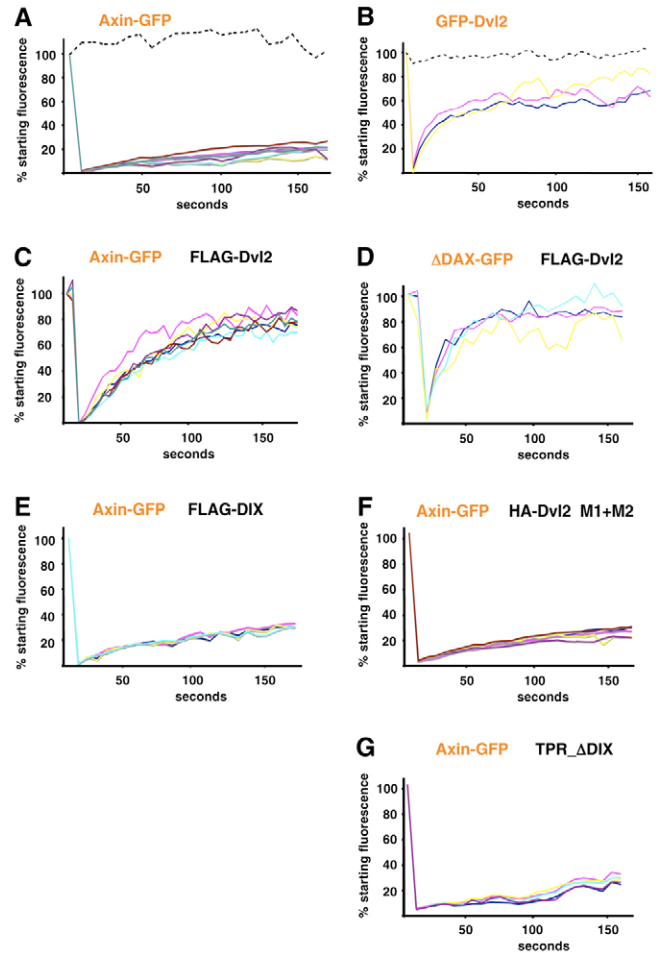 A
Axin-GFP
% starting fluorescence
100
80
60
40
20
50
100
150
seconds
B
GFP-Dvl2
% starting fluorescence
100
80
60
40
20
50
100
150
seconds
C
Axin-GFP FLAG-Dvl2
% starting fluorescence
100
80
60
40
20
50
100
150
seconds
D
ΔDAX-GFP FLAG-Dvl2
% starting fluorescence
100
80
60
40
20
50
100
150
seconds
E
Axin-GFP FLAG-DIX
% starting fluorescence
100
80
60
40
20
50
100
150
seconds
F
Axin-GFP HA-Dvl2 M1+M2
% starting fluorescence
100
80
60
40
20
50
100
150
seconds
G
Axin-GFP TPR_ΔDIX
% starting fluorescence
100
80
60
40
20
50
100
150
seconds